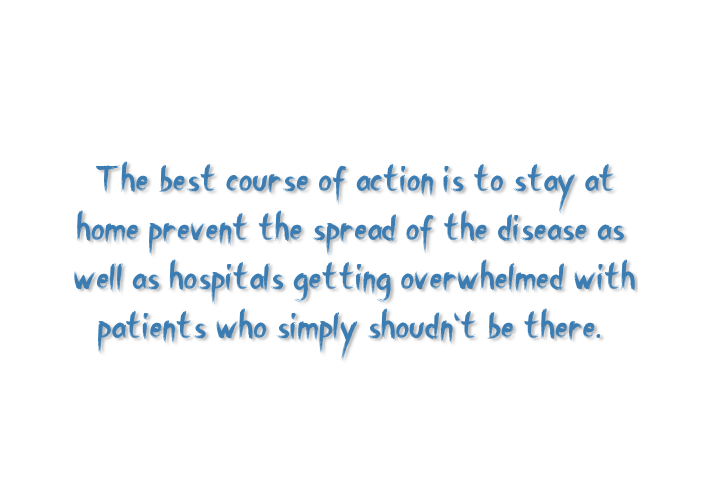 The best course of action is to stay at
home prevent the spread of the disease as
well as hospitals getting overwhelmed with
patients who simply shoudn't be there.